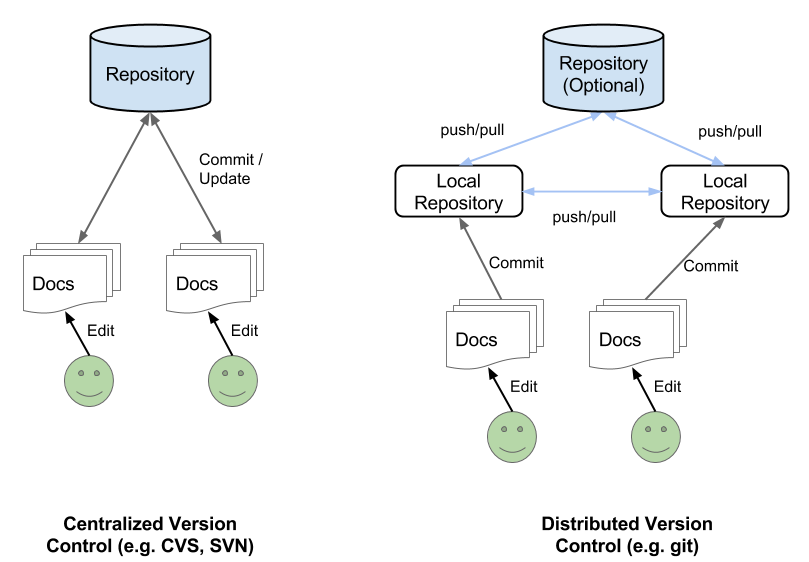 Repository
Commit /
Update
Docs
Docs
Edit
Edit
Centralized Version
Control (e.g. CVS, SVN)
Repository
(Optional)
push/pull
push/pull
Local
Repository
Local
Repository
push/pull
Commit
Commit
Docs
Docs
Edit
Edit
Distributed Version
Control (e.g. git)